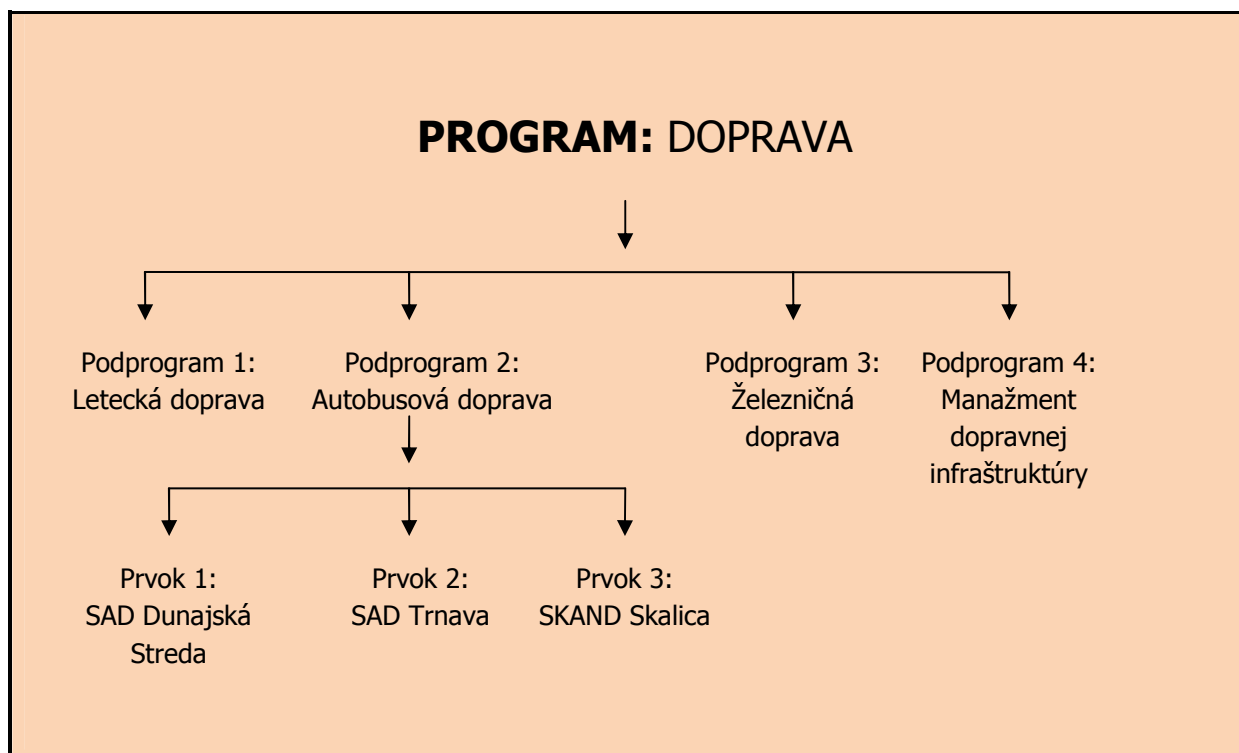 PROGRAM: DOPRAVA
Podprogram 1:
Letecká doprava
Podprogram 2:
Autobusová doprava
Podprogram 3:
Železničná
doprava
Podprogram 4:
Manažment
dopravnej
infraštruktúry
Prvok 1:
SAD Dunajská
Streda
Prvok 2:
SAD Trnava
Prvok 3:
SKAND Skalica